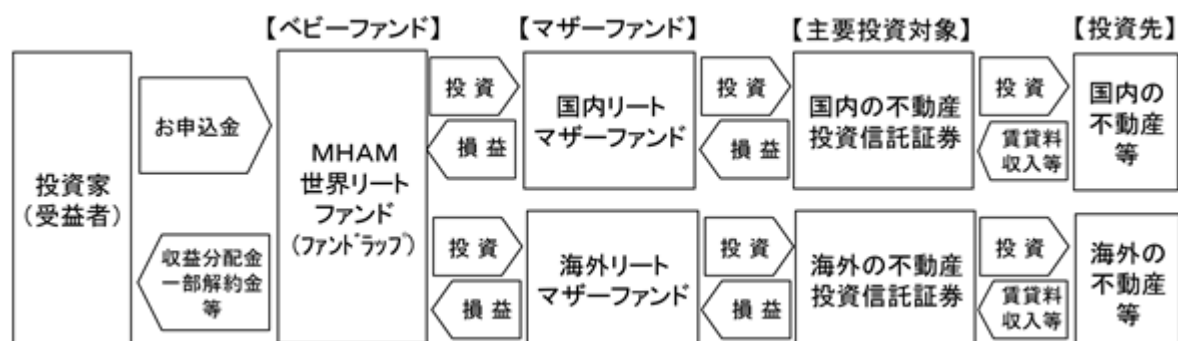 【ベビーファンド】
【マザーファンド】
【主要投資対象】
【投資先】
投資家
（受益者）
お申込金
収益分配金
一部解約金
等
ＭＨＡＭ
世界リート
ファンド
(ﾌｧﾝﾄﾞﾗｯﾌﾟ)
投 資
損 益
国内リート
マザーファンド
投 資
損 益
国内の不動産
投資信託証券
投 資
賃貸料
収入等
国内の
不動産
等
投 資
損 益
海外リート
マザーファンド
投 資
損 益
海外の不動産
投資信託証券
投 資
賃貸料
収入等
海外の
不動産
等